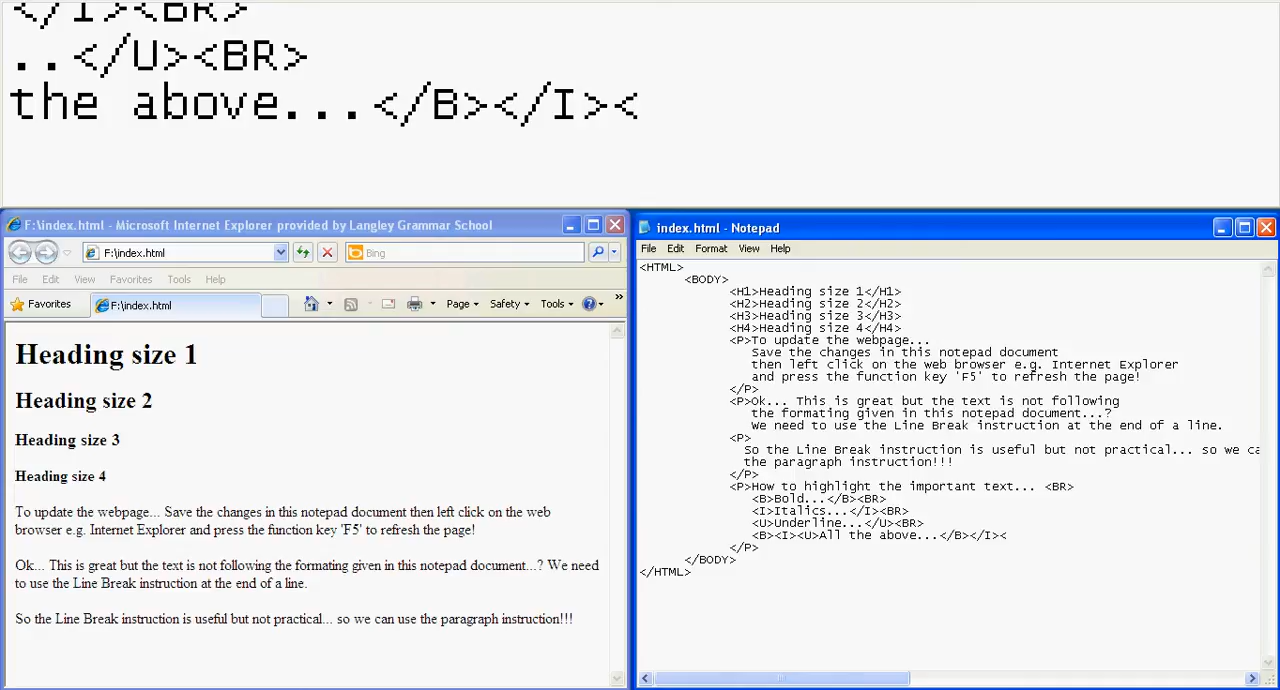 </I><BR>
..</U><BR>
the above...</B></I><
F:\index.html - Microsoft Internet Explorer provided by Langley Grammar School
F:\index.html
Bing
File Edit View Favorites Tools Help
Favorites
F:\index.html
Page Safety Tools
Heading size 1
Heading size 2
Heading size 3
Heading size 4
To update the webpage... Save the changes in this notepad document then left click on the web
browser e.g. Internet Explorer and press the function key 'F5' to refresh the page!
Ok... This is great but the text is not following the formating given in this notepad document...? We need
to use the Line Break instruction at the end of a line.
So the Line Break instruction is useful but not practical... so we can use the paragraph instruction!!!
index.html - Notepad
File Edit Format View Help
<HTML>
<BODY>
<H1>Heading size 1</H1>
<H2>Heading size 2</H2>
<H3>Heading size 3</H3>
<H4>Heading size 4</H4>
<P>To update the webpage...
Save the changes in this notepad document
then left click on the web browser e.g. Internet Explorer
and press the function key 'F5' to refresh the page!
</P>
<P>Ok... This is great but the text is not following
the formating given in this notepad document...?
We need to use the Line Break instruction at the end of a line.
<P>
So the Line Break instruction is useful but not practical... so we ca
the paragraph instruction!!!
</P>
<P>How to highlight the important text... <BR>
<B>Bold...</B><BR>
<I>Italics...</I><BR>
<U>Underline...</U><BR>
<B><I><U>All the above...</B></I><
</P>
</BODY>
</HTML>